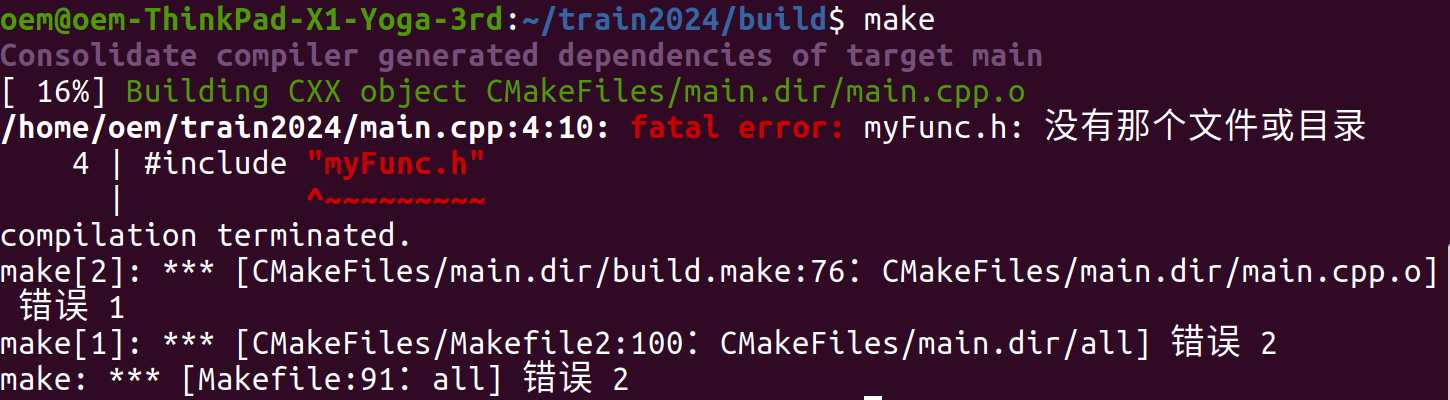 oem@oem-ThinkPad-X1-Yoga-3rd:~/train2024/build$ make
Consolidate compiler generated dependencies of target main
[ 16%] Building CXX object CMakeFiles/main.dir/main.cpp.o
/home/oem/train2024/main.cpp:4:10: fatal error: myFunc.h: 没有那个文件或目录
    4 | #include "myFunc.h"
      |          ^~~~~~~~~~
compilation terminated.
make[2]: *** [CMakeFiles/main.dir/build.make:76：CMakeFiles/main.dir/main.cpp.o]
 错误 1
make[1]: *** [CMakeFiles/Makefile2:100：CMakeFiles/main.dir/all] 错误 2
make: *** [Makefile:91：all] 错误 2